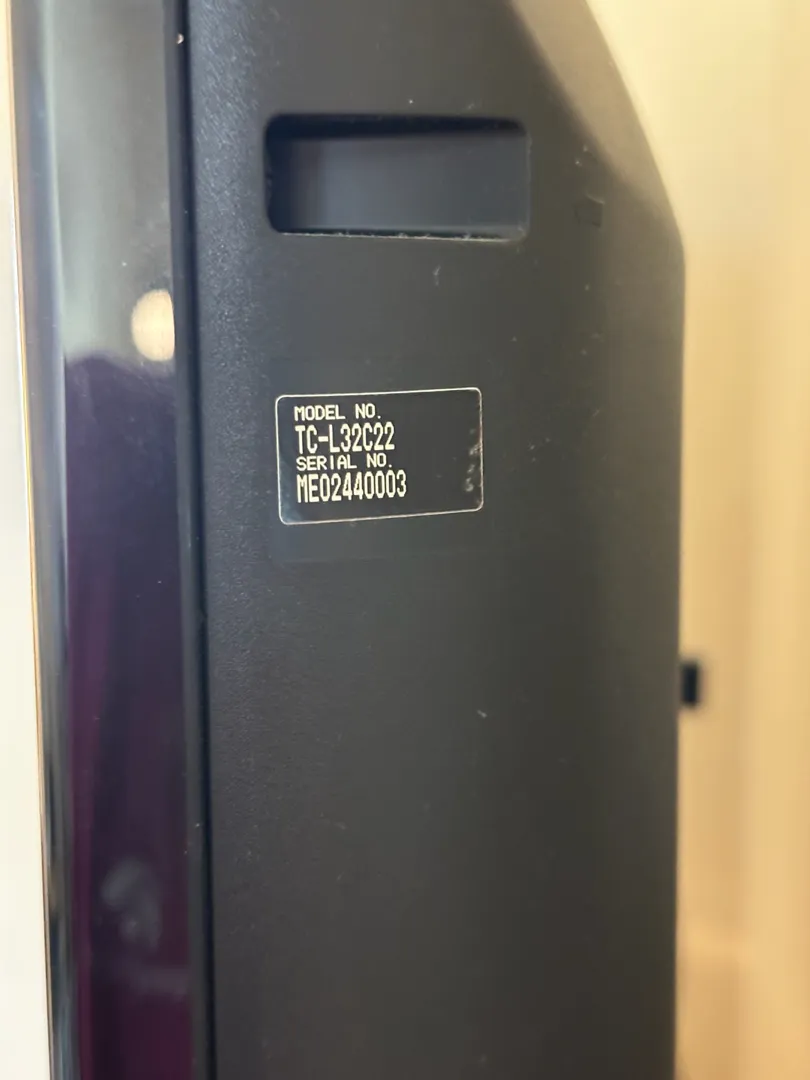 MODEL NO.
TC-L32C22
SERIAL NO.
ME02440003